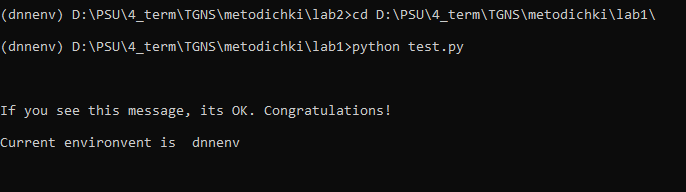 (dnnenv) D:\PSU\4_term\TGNS\metodichki\lab2>cd D:\PSU\4_term\TGNS\metodichki\lab1\
(dnnenv) D:\PSU\4_term\TGNS\metodichki\lab1>python test.py
If you see this message, its OK. Congratulations!
Current environvent is  dnnenv